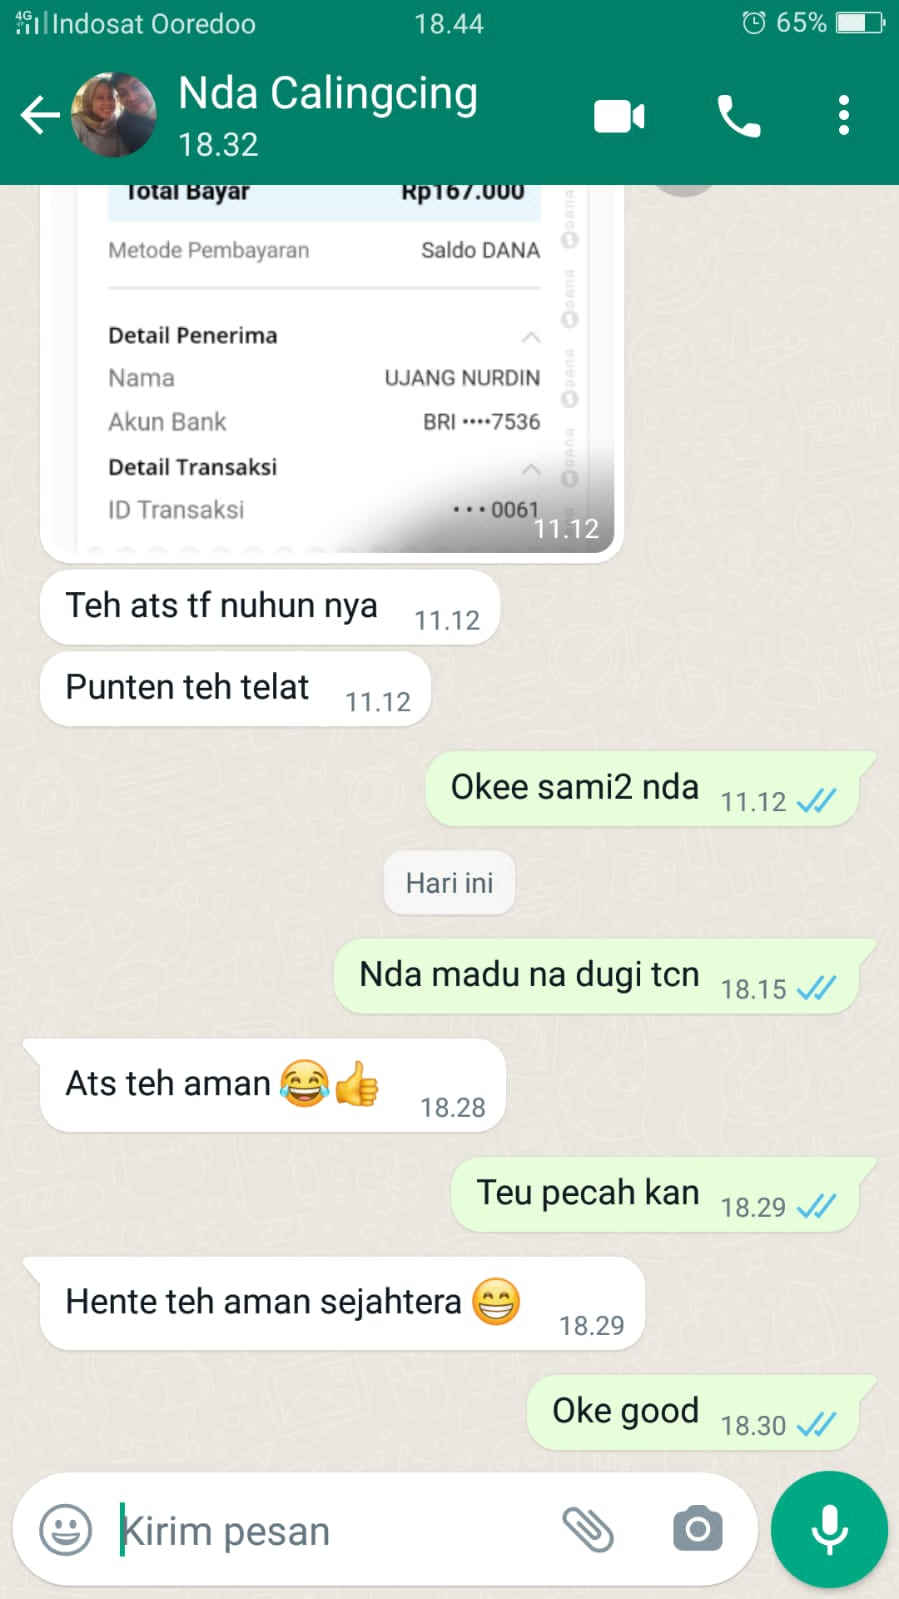 4G Indosat Ooredoo 18.44 65%
Nda Calingcing
18.32
Total Bayar Rp167.000
Metode Pembayaran Saldo DANA
Detail Penerima
Nama UJANG NURDIN
Akun Bank BRI ••••7536
Detail Transaksi
ID Transaksi •••0061
11.12
DANA
DANA
DANA
DANA
Teh ats tf nuhun nya 11.12
Punten teh telat 11.12
Okee sami2 nda 11.12
Hari ini
Nda madu na dugi tcn 18.15
Ats teh aman 😂👍 18.28
Teu pecah kan 18.29
Hente teh aman sejahtera 😁 18.29
Oke good 18.30
Kirim pesan